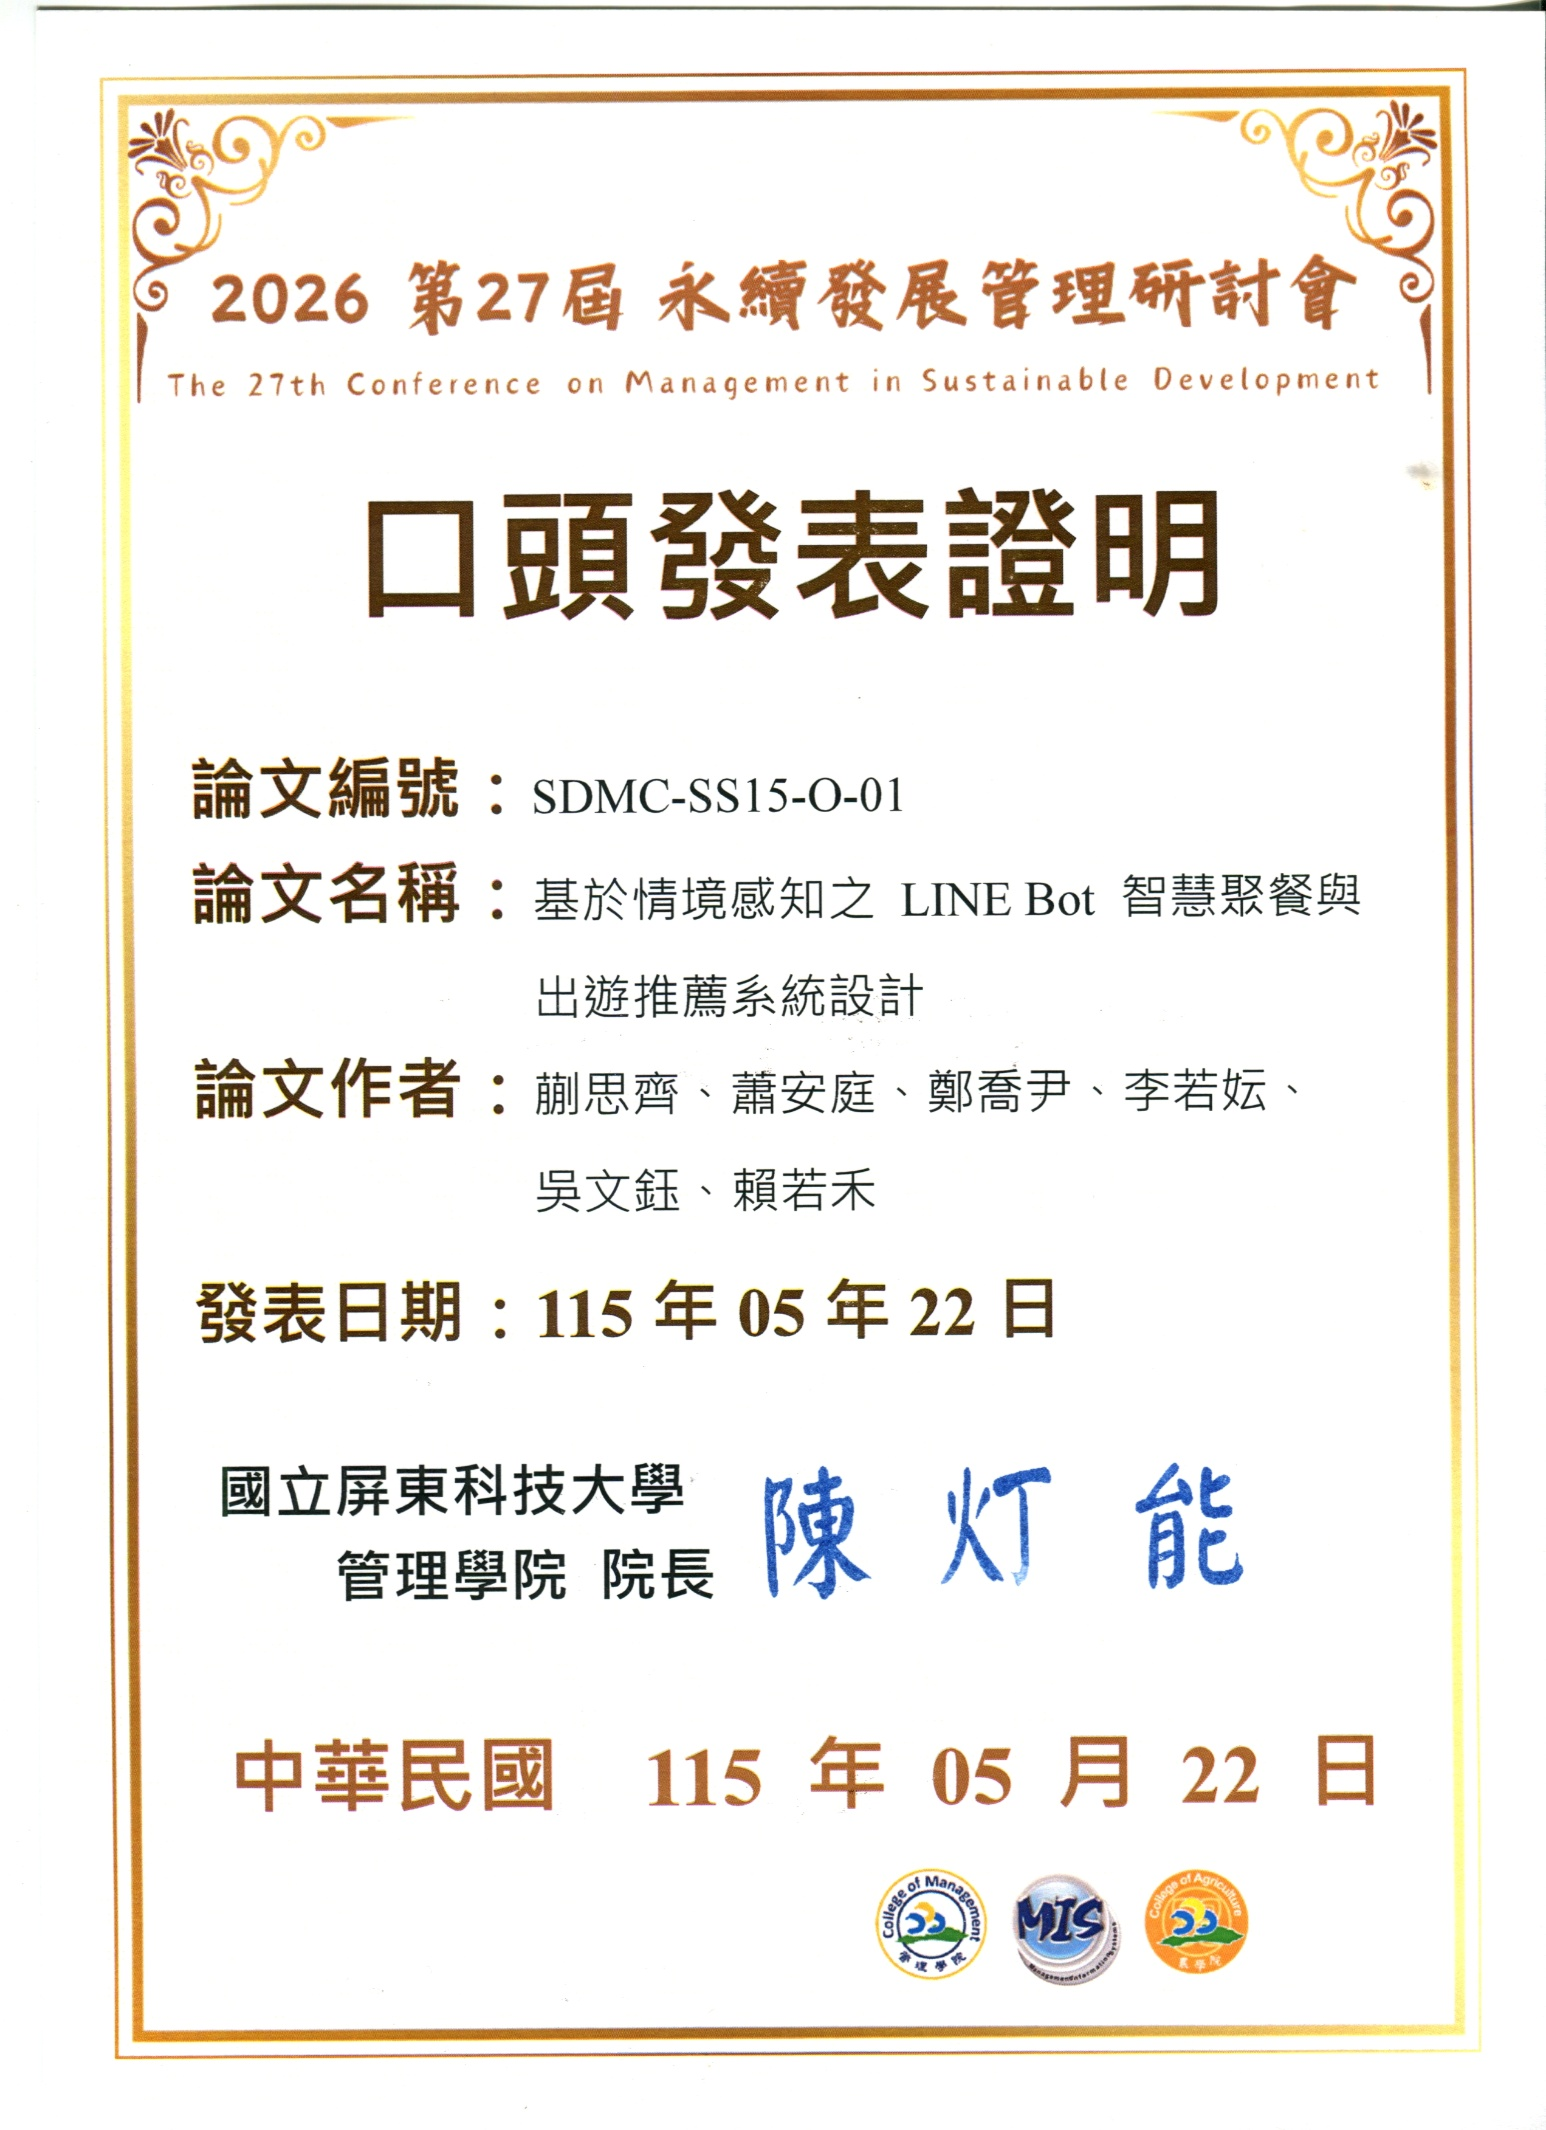 2026 第27屆 永續發展管理研討會
The 27th Conference on Management in Sustainable Development
口頭發表證明
論文編號：SDMC-SS15-O-01
論文名稱：基於情境感知之 LINE Bot 智慧聚餐與
出遊推薦系統設計
論文作者：蒯思齊、蕭安庭、鄭喬尹、李若妘、
吳文鈺、賴若禾
發表日期：115 年 05 年 22 日
國立屏東科技大學
管理學院 院長 陳灯能
中華民國 115 年 05 月 22 日
College of Management
管理學院
MIS
Management Information Systems
College of Agriculture
農學院